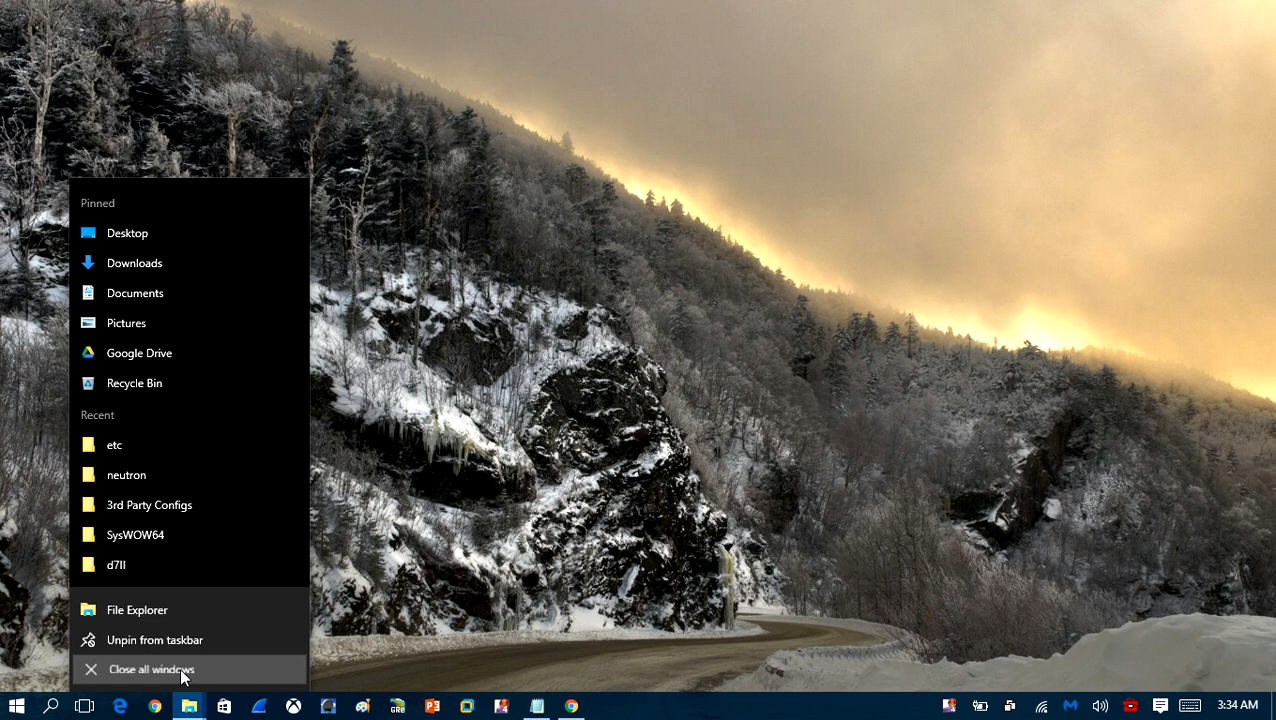 Pinned
Desktop
Downloads
Documents
Pictures
Google Drive
Recycle Bin
Recent
etc
neutron
3rd Party Configs
SysWOW64
d7II
File Explorer
Unpin from taskbar
Close all windows
3:34 AM